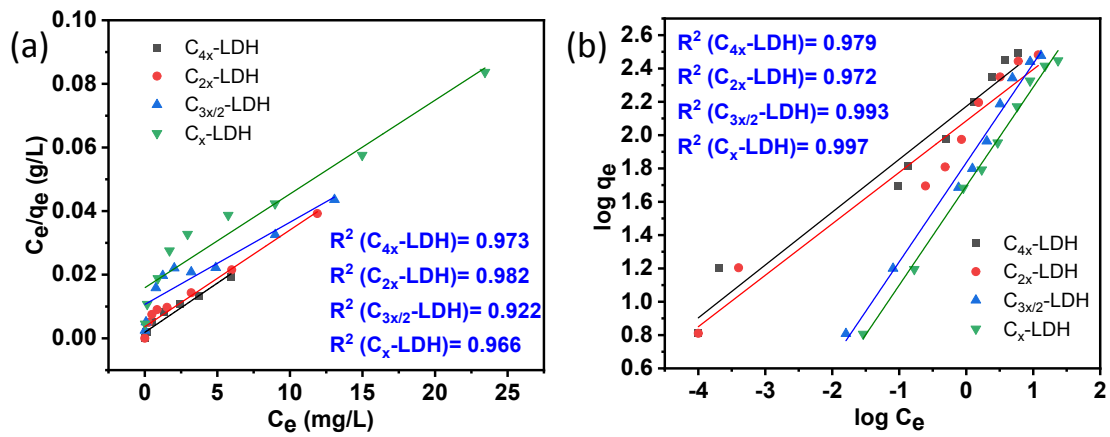 (a)
C4x-LDH
C2x-LDH
C3x/2-LDH
Cx-LDH
R² (C4x-LDH)= 0.973
R² (C2x-LDH)= 0.982
R² (C3x/2-LDH)= 0.922
R² (Cx-LDH)= 0.966
0.10
0.08
0.06
0.04
0.02
0.00
Ce/qe (g/L)
0 5 10 15 20 25
Ce (mg/L)
(b)
R² (C4x-LDH)= 0.979
R² (C2x-LDH)= 0.972
R² (C3x/2-LDH)= 0.993
R² (Cx-LDH)= 0.997
C4x-LDH
C2x-LDH
C3x/2-LDH
Cx-LDH
2.6
2.4
2.2
2.0
1.8
1.6
1.4
1.2
1.0
0.8
0.6
log qe
-4 -3 -2 -1 0 1 2
log Ce